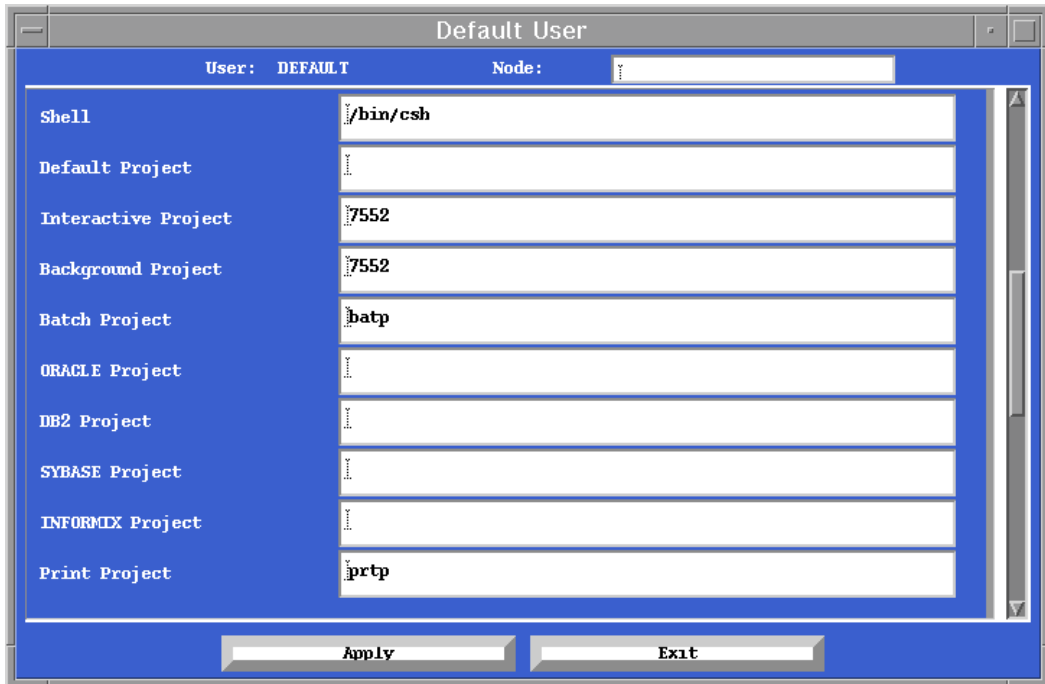 Default User
User: DEFAULT Node:
Shell /bin/csh
Default Project
Interactive Project 7552
Background Project 7552
Batch Project batp
ORACLE Project
DB2 Project
SYBASE Project
INFORMIX Project
Print Project prtp
Apply Exit